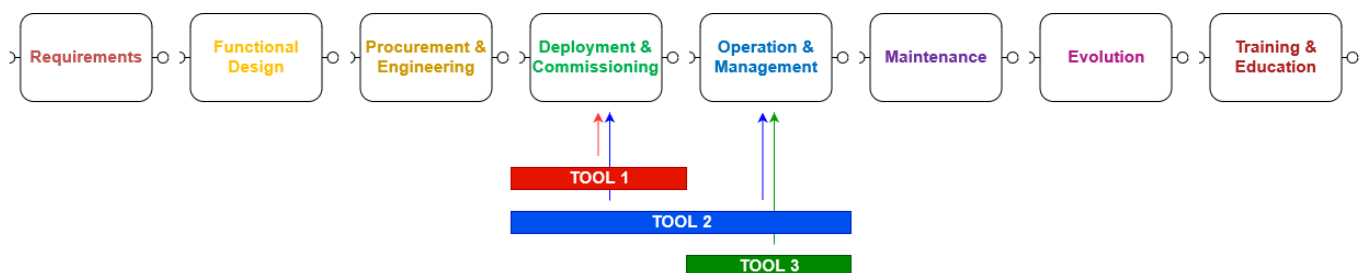 Requirements
Functional
Design
Procurement &
Engineering
Deployment &
Commissioning
Operation &
Management
Maintenance
Evolution
Training &
Education
TOOL 1
TOOL 2
TOOL 3